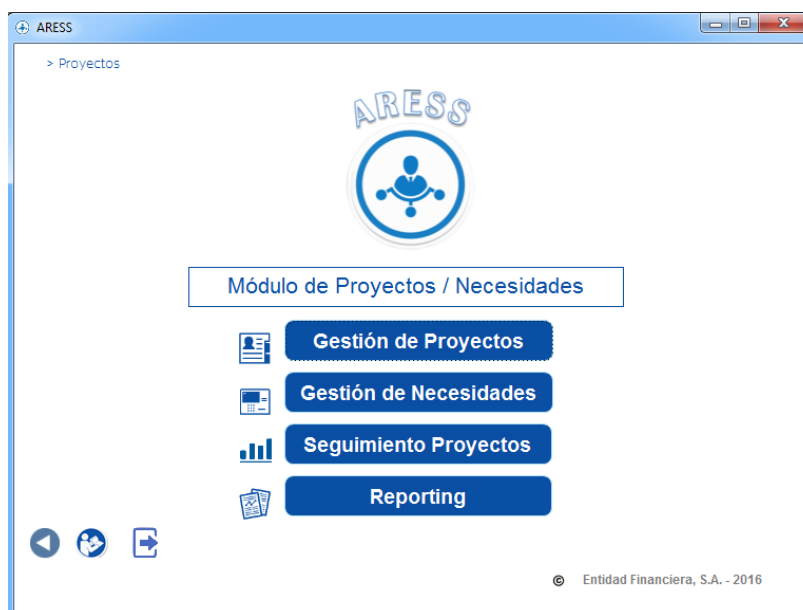 ARESS
> Proyectos
ARESS
Módulo de Proyectos / Necesidades
Gestión de Proyectos
Gestión de Necesidades
Seguimiento Proyectos
Reporting
© Entidad Financiera, S.A. - 2016